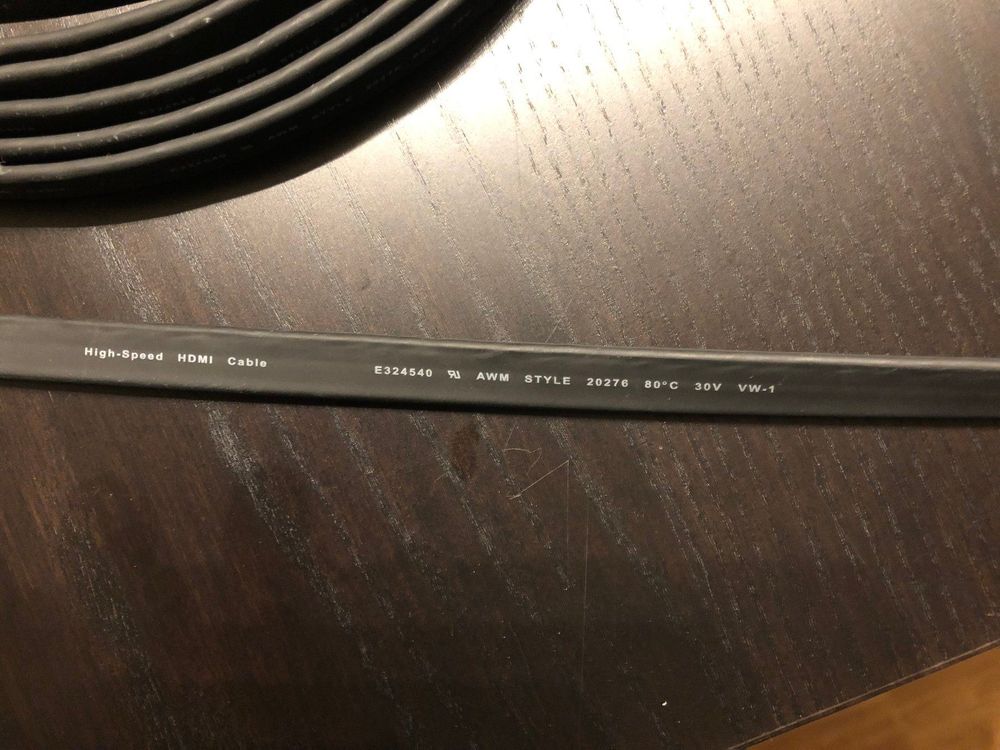 High-Speed HDMI Cable E324540 AWM STYLE 20276 80°C 30V VW-1